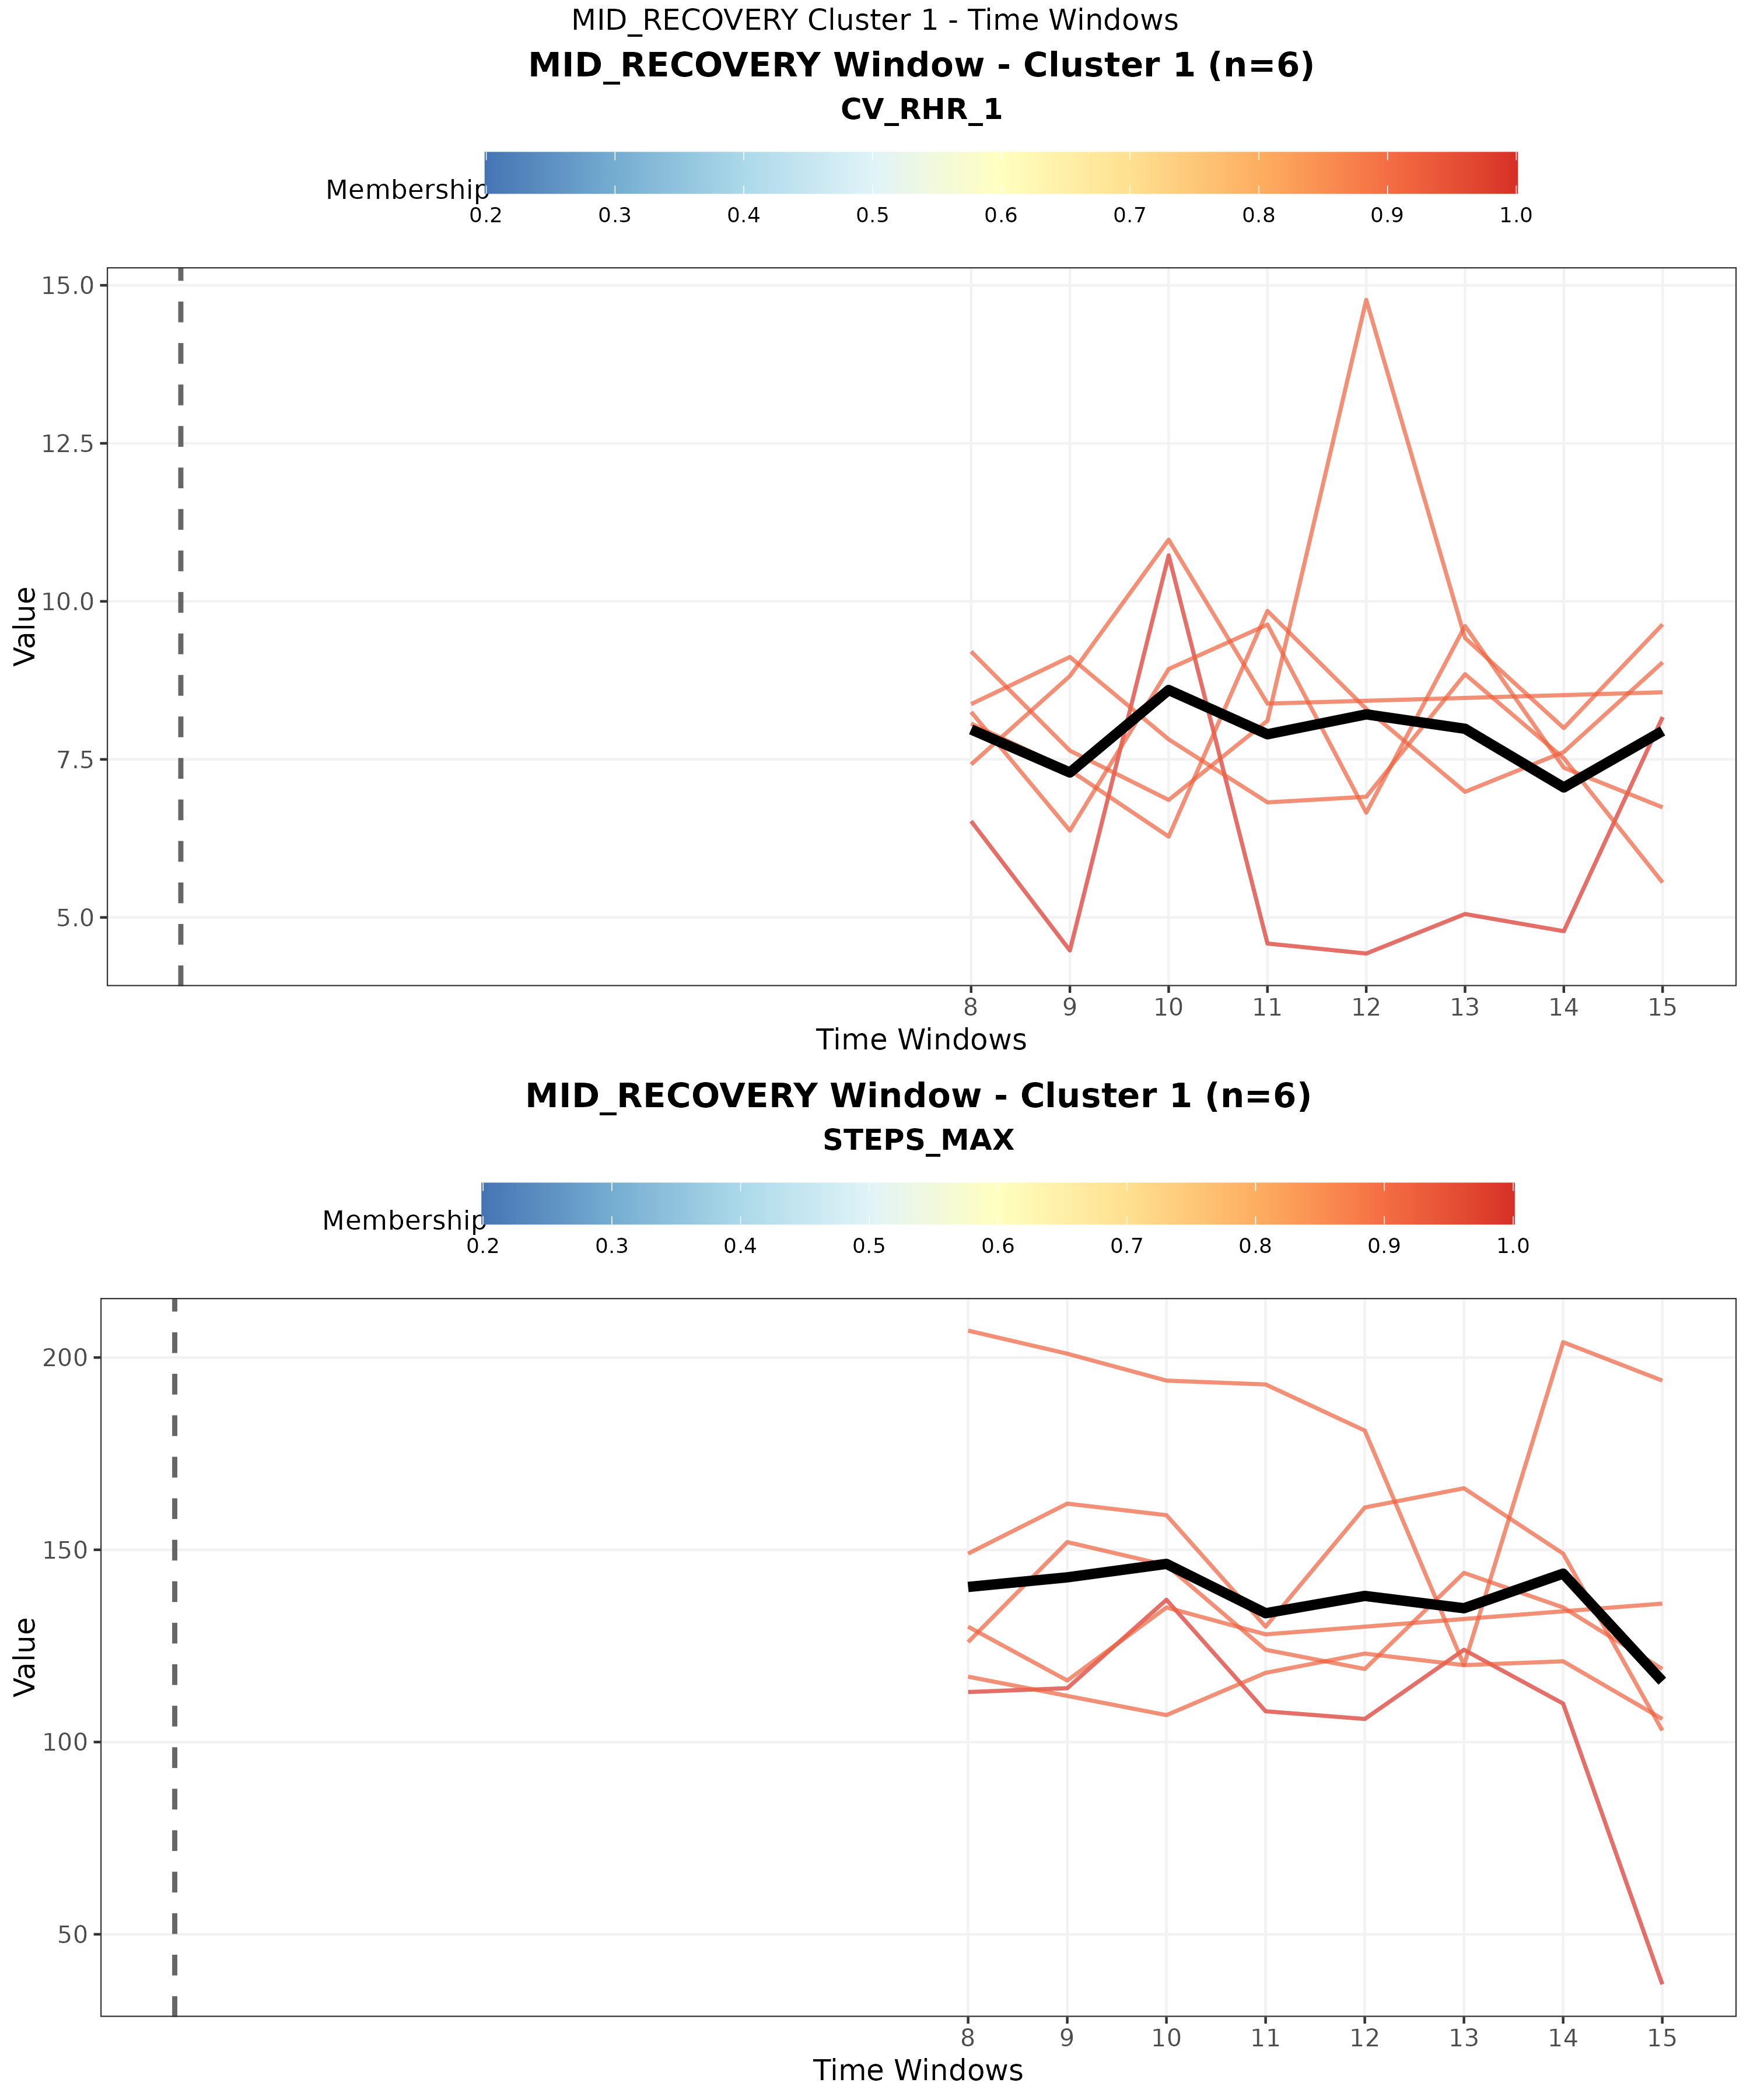 MID_RECOVERY Cluster 1 - Time Windows
MID_RECOVERY Window - Cluster 1 (n=6)
CV_RHR_1
Membership
0.2 0.3 0.4 0.5 0.6 0.7 0.8 0.9 1.0
Value
15.0
12.5
10.0
7.5
5.0
8 9 10 11 12 13 14 15
Time Windows
MID_RECOVERY Window - Cluster 1 (n=6)
STEPS_MAX
Membership
0.2 0.3 0.4 0.5 0.6 0.7 0.8 0.9 1.0
Value
200
150
100
50
8 9 10 11 12 13 14 15
Time Windows